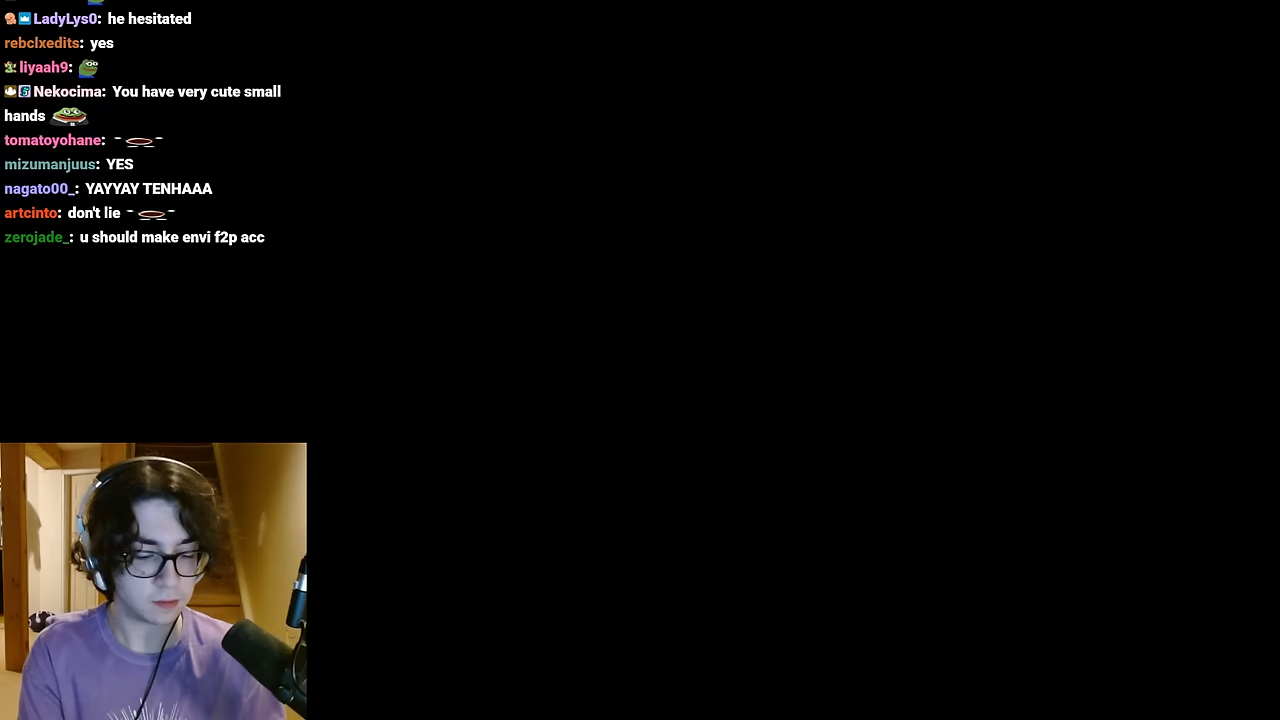 LadyLys0: he hesitated
rebclxedits: yes
liyaah9:
Nekocima: You have very cute small
hands
tomatoyohane:
mizumanjuus: YES
nagato00_: YAYYAY TENHAAA
artcinto: don't lie
zerojade_: u should make envi f2p acc